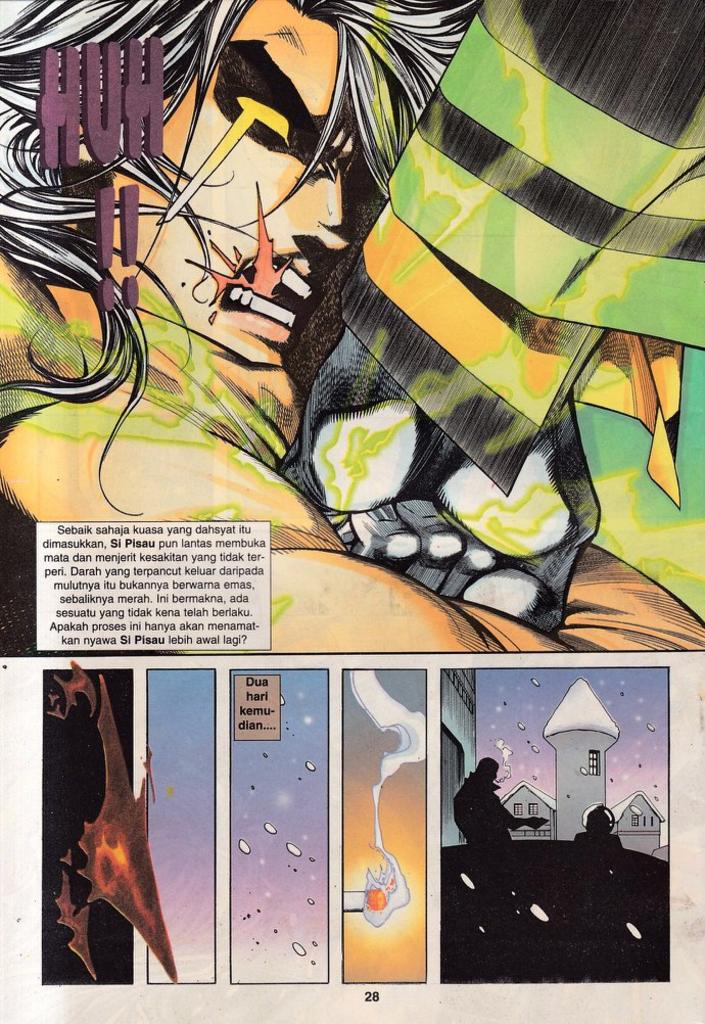 HUH
!!
Sebaik sahaja kuasa yang dahsyat itu
dimasukkan, Si Pisau pun lantas membuka
mata dan menjerit kesakitan yang tidak ter-
peri. Darah yang terpancut keluar daripada
mulutnya itu bukannya berwarna emas,
sebaliknya merah. Ini bermakna, ada
sesuatu yang tidak kena telah berlaku.
Apakah proses ini hanya akan menamat-
kan nyawa Si Pisau lebih awal lagi?
Dua
hari
kemu-
dian....
28